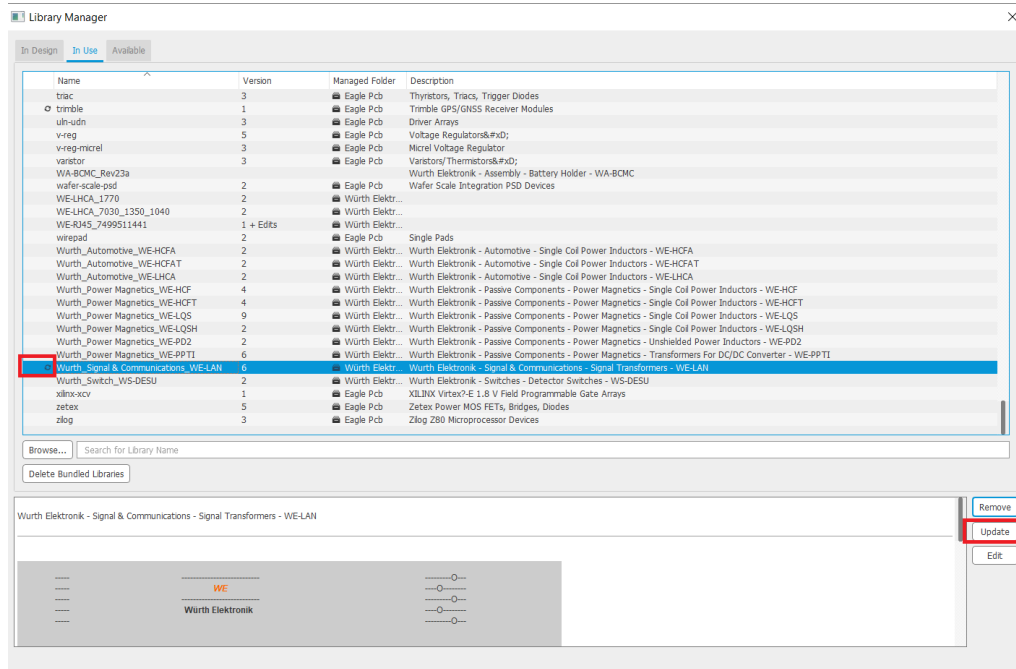 Library Manager
In Design In Use Available
Name Version Managed Folder Description
triac 3 Eagle Pcb Thyristors, Triacs, Trigger Diodes
trimble 1 Eagle Pcb Trimble GPS/GNSS Receiver Modules
uln-udn 3 Eagle Pcb Driver Arrays
v-reg 5 Eagle Pcb Voltage Regulators&#xD;
v-reg-micrel 3 Eagle Pcb Micrel Voltage Regulator
varistor 3 Eagle Pcb Varistors/Thermistors&#xD;
WA-BCMC_Rev23a Wurth Elektronik - Assembly - Battery Holder - WA-BCMC
wafer-scale-psd 2 Eagle Pcb Wafer Scale Integration PSD Devices
WE-LHCA_1770 2 Würth Elektr...
WE-LHCA_7030_1350_1040 2 Würth Elektr...
WE-RJ45_7499511441 1 + Edits Würth Elektr...
wirepad 2 Eagle Pcb Single Pads
Wurth_Automotive_WE-HCFA 2 Würth Elektr... Wurth Elektronik - Automotive - Single Coil Power Inductors - WE-HCFA
Wurth_Automotive_WE-HCFAT 2 Würth Elektr... Wurth Elektronik - Automotive - Single Coil Power Inductors - WE-HCFAT
Wurth_Automotive_WE-LHCA 2 Würth Elektr... Wurth Elektronik - Automotive - Single Coil Power Inductors - WE-LHCA
Wurth_Power Magnetics_WE-HCF 4 Würth Elektr... Wurth Elektronik - Passive Components - Power Magnetics - Single Coil Power Inductors - WE-HCF
Wurth_Power Magnetics_WE-HCFT 4 Würth Elektr... Wurth Elektronik - Passive Components - Power Magnetics - Single Coil Power Inductors - WE-HCFT
Wurth_Power Magnetics_WE-LQS 9 Würth Elektr... Wurth Elektronik - Passive Components - Power Magnetics - Single Coil Power Inductors - WE-LQS
Wurth_Power Magnetics_WE-LQSH 2 Würth Elektr... Wurth Elektronik - Passive Components - Power Magnetics - Single Coil Power Inductors - WE-LQSH
Wurth_Power Magnetics_WE-PD2 2 Würth Elektr... Wurth Elektronik - Passive Components - Power Magnetics - Unshielded Power Inductors - WE-PD2
Wurth_Power Magnetics_WE-PPTI 6 Würth Elektr... Wurth Elektronik - Passive Components - Power Magnetics - Transformers For DC/DC Converter - WE-PPTI
Wurth_Signal & Communications_WE-LAN 6 Würth Elektr... Wurth Elektronik - Signal & Communications - Signal Transformers - WE-LAN
Wurth_Switch_WS-DESU 2 Würth Elektr... Wurth Elektronik - Switches - Detector Switches - WS-DESU
xilinx-xcv 1 Eagle Pcb XILINX Virtex?-E 1.8 V Field Programmable Gate Arrays
zetex 5 Eagle Pcb Zetex Power MOS FETs, Bridges, Diodes
zilog 3 Eagle Pcb Zilog Z80 Microprocessor Devices
Browse... Search for Library Name
Delete Bundled Libraries
Wurth Elektronik - Signal & Communications - Signal Transformers - WE-LAN
Remove
Update
Edit
----- -------------------------- ---------O---
----- WE ----O--------
----- -------------------------- ---------O---
----- Würth Elektronik ----O--------
----- ---------O---